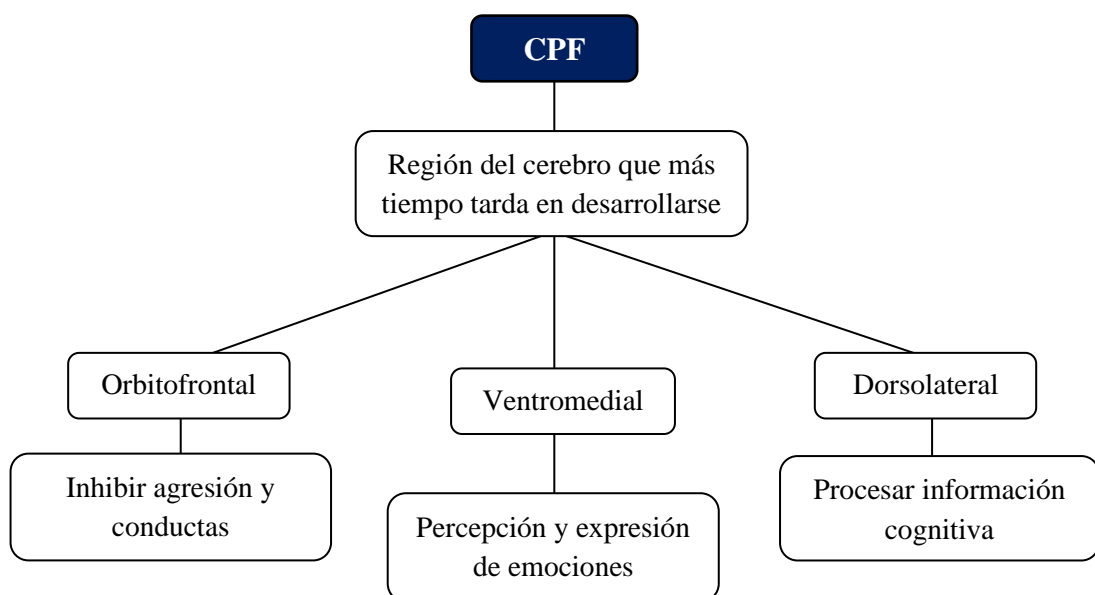 CPF
Región del cerebro que más
tiempo tarda en desarrollarse
Orbitofrontal
Ventromedial
Dorsolateral
Inhibir agresión y
conductas
Percepción y expresión
de emociones
Procesar información
cognitiva